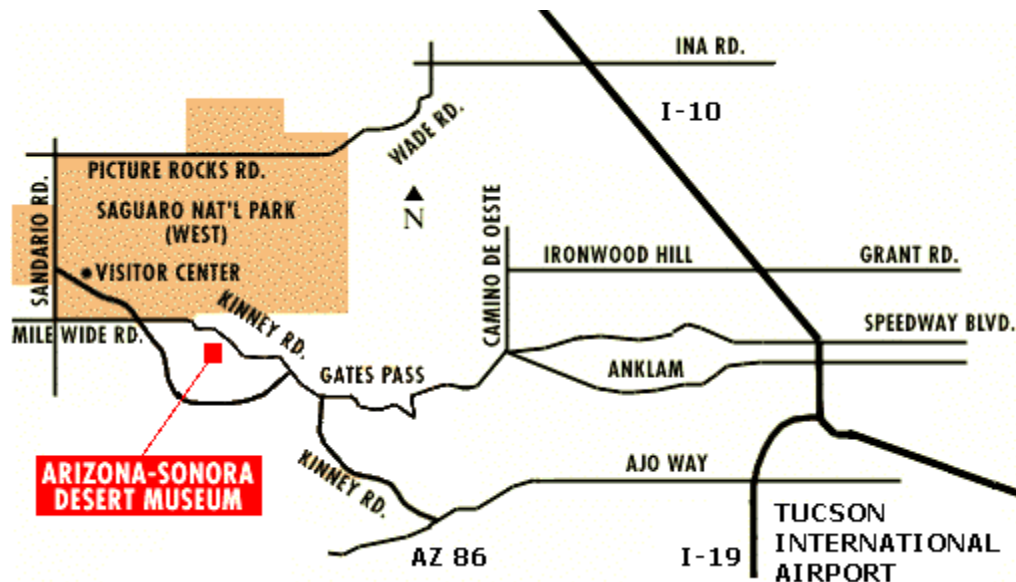 INA RD.
I-10
WADE RD.
PICTURE ROCKS RD.
SANDARIO RD.
SAGUARO NAT'L PARK
(WEST)
N
CAMINO DE OESTE
IRONWOOD HILL
GRANT RD.
VISITOR CENTER
KINNEY RD.
MILE WIDE RD.
SPEEDWAY BLVD.
GATES PASS
ANKLAM
ARIZONA-SONORA
DESERT MUSEUM
KINNEY RD.
AJO WAY
AZ 86
I-19
TUCSON
INTERNATIONAL
AIRPORT